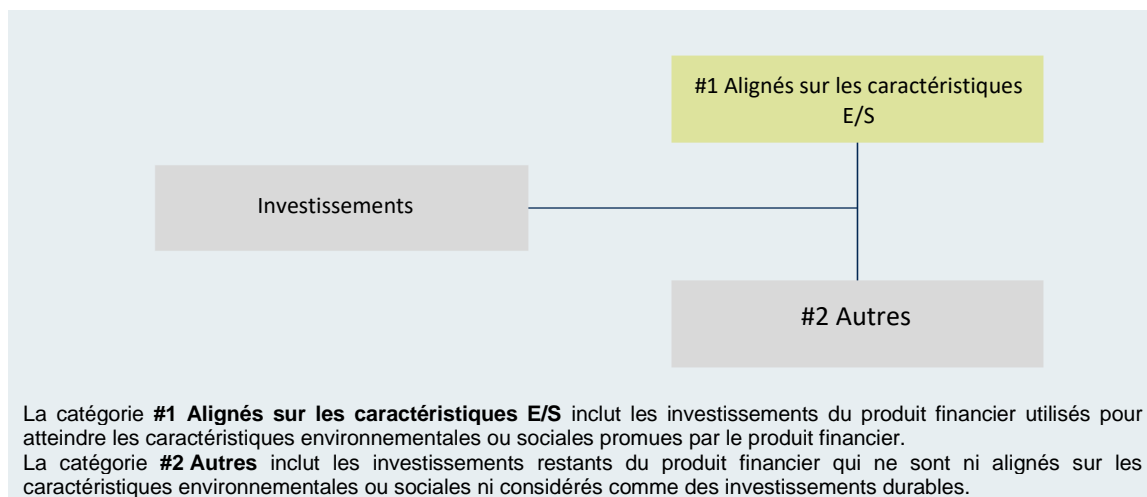 #1 Alignés sur les caractéristiques
E/S
Investissements
#2 Autres
La catégorie #1 Alignés sur les caractéristiques E/S inclut les investissements du produit financier utilisés pour
atteindre les caractéristiques environnementales ou sociales promues par le produit financier.
La catégorie #2 Autres inclut les investissements restants du produit financier qui ne sont ni alignés sur les
caractéristiques environnementales ou sociales ni considérés comme des investissements durables.